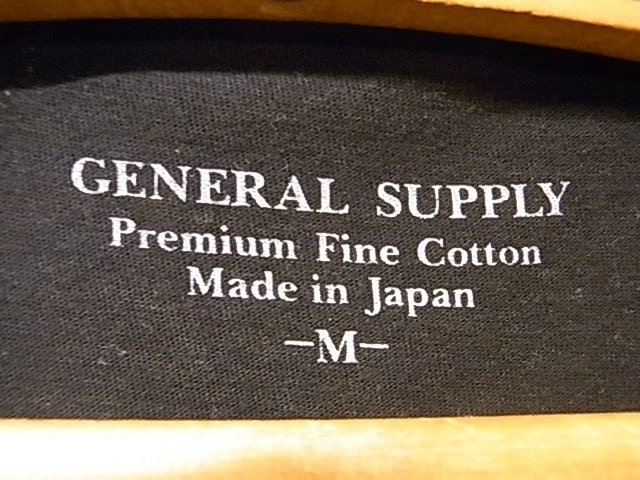 GENERAL SUPPLY
Premium Fine Cotton
Made in Japan
-M-